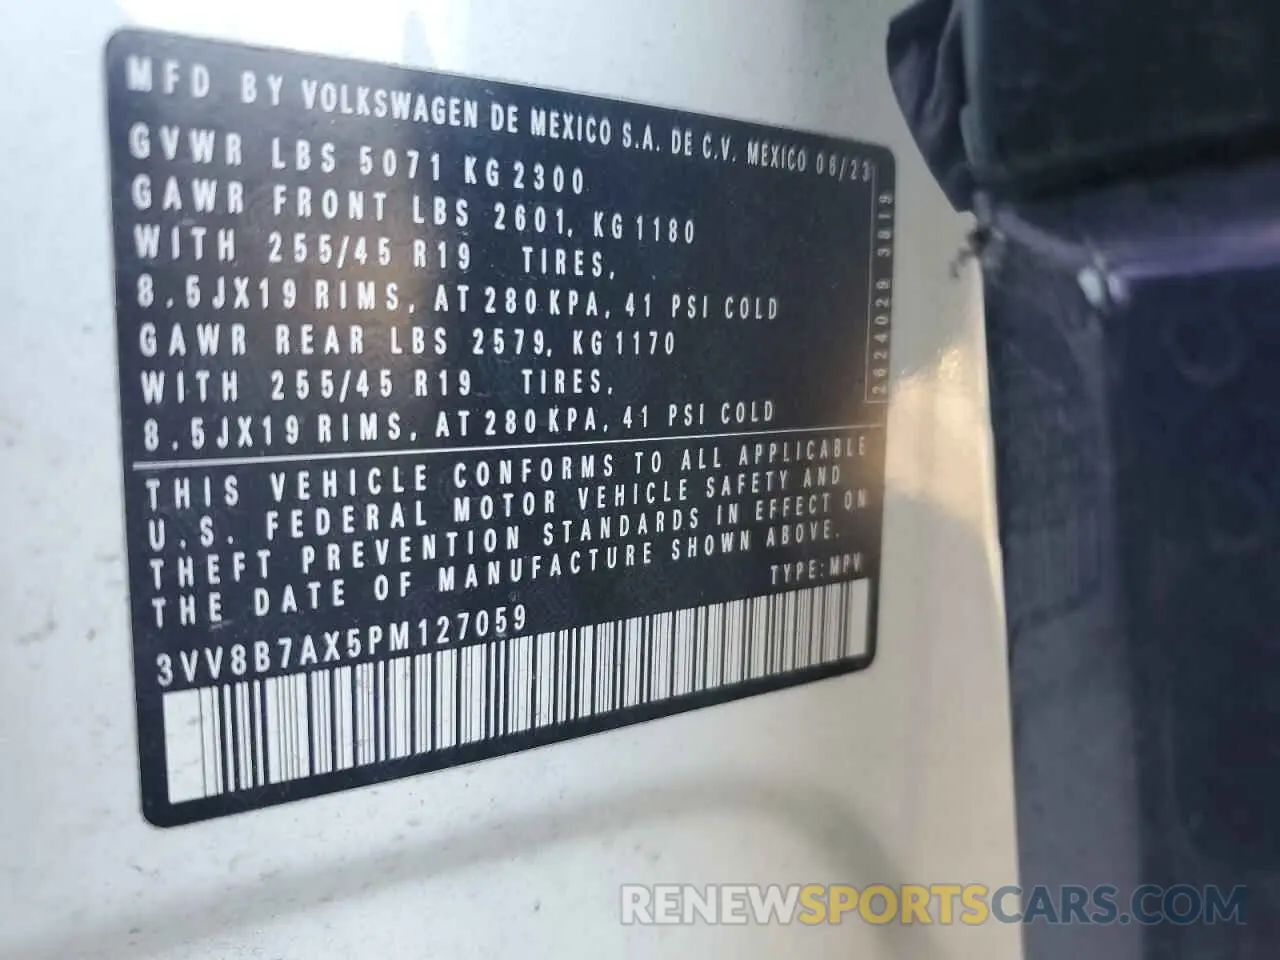 MFD BY VOLKSWAGEN DE MEXICO S.A. DE C.V. MEXICO 06/23
GVWR LBS 5071 KG 2300
GAWR FRONT LBS 2601, KG 1180
WITH 255/45 R19 TIRES,
8.5JX19 RIMS, AT 280 KPA, 41 PSI COLD
GAWR REAR LBS 2579, KG 1170
WITH 255/45 R19 TIRES,
8.5JX19 RIMS, AT 280 KPA, 41 PSI COLD
2624029 3819
THIS VEHICLE CONFORMS TO ALL APPLICABLE
U.S. FEDERAL MOTOR VEHICLE SAFETY AND
THEFT PREVENTION STANDARDS IN EFFECT ON
THE DATE OF MANUFACTURE SHOWN ABOVE.
TYPE: MPV
3VV8B7AX5PM127059
RENEWSPORTSCARS.COM